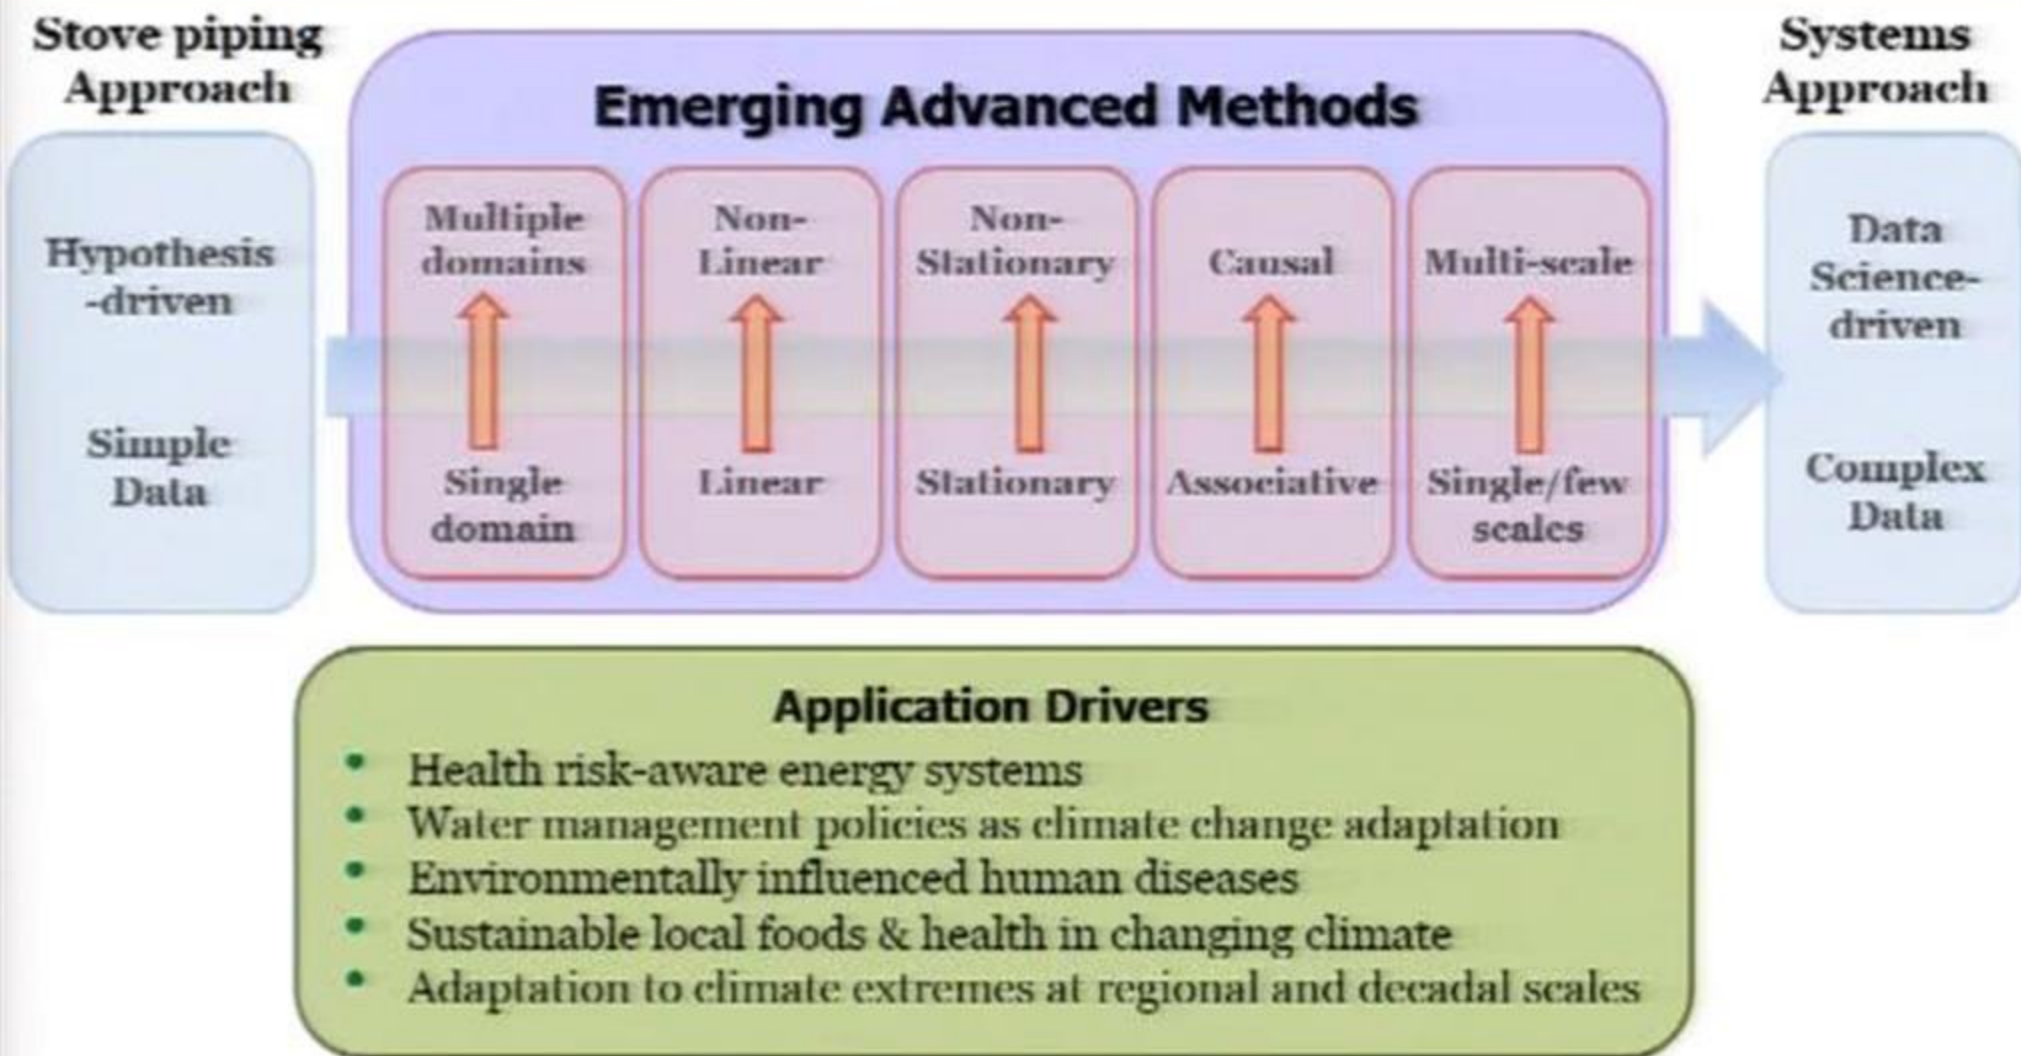 Stove piping
Approach
Hypothesis
-driven
Simple
Data
Emerging Advanced Methods
Multiple
domains
Single
domain
Non-
Linear
Linear
Non-
Stationary
Stationary
Causal
Associative
Multi-scale
Single/few
scales
Systems
Approach
Data
Science-
driven
Complex
Data
Application Drivers
• Health risk-aware energy systems
• Water management policies as climate change adaptation
• Environmentally influenced human diseases
• Sustainable local foods & health in changing climate
• Adaptation to climate extremes at regional and decadal scales